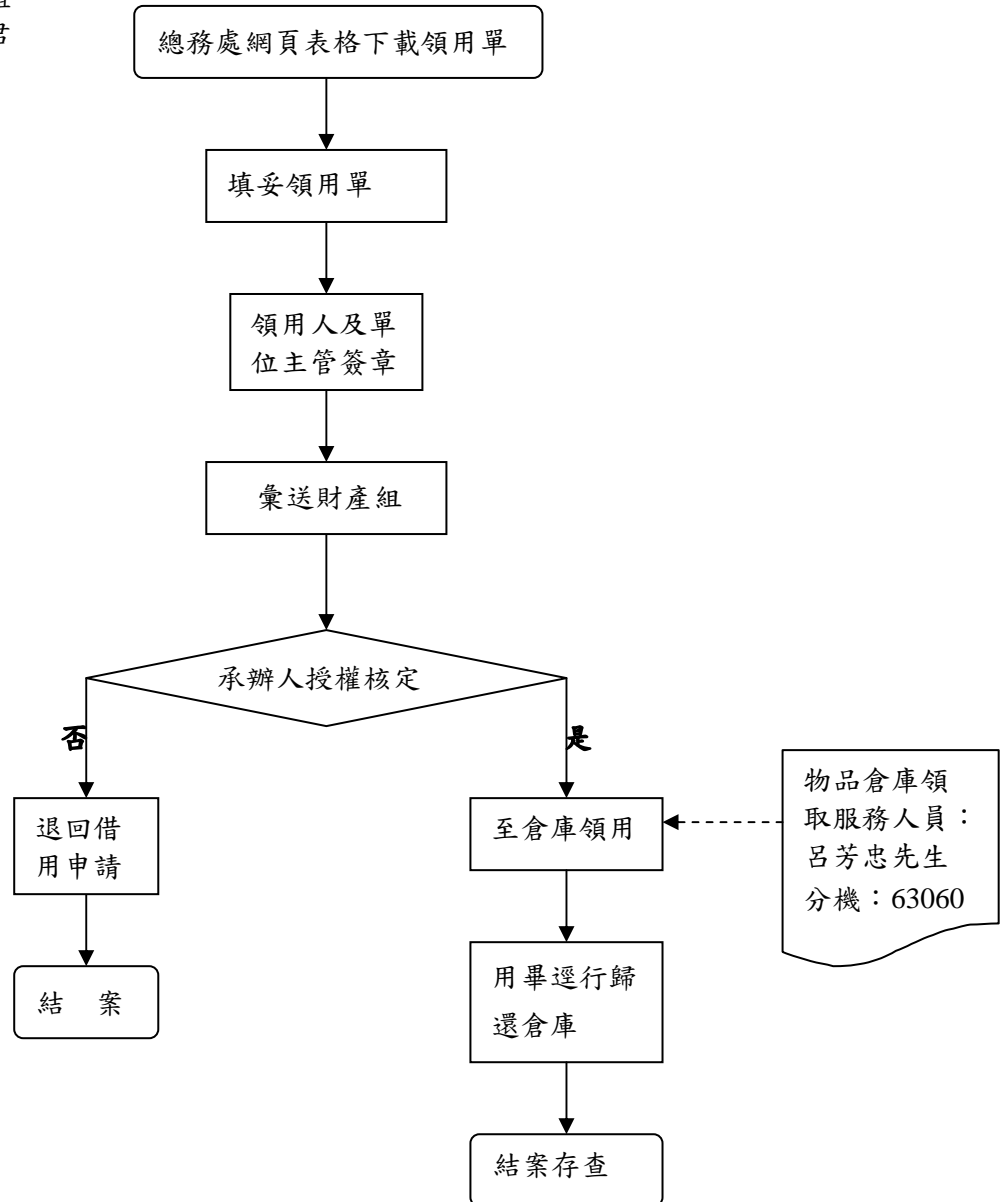 總務處網頁表格下載領用單
填妥領用單
領用人及單
位主管簽章
彙送財產組
承辦人授權核定
否
是
退回借
用申請
至倉庫領用
物品倉庫領
取服務人員：
呂芳忠先生
分機：63060
結 案
用畢逕行歸
還倉庫
結案存查